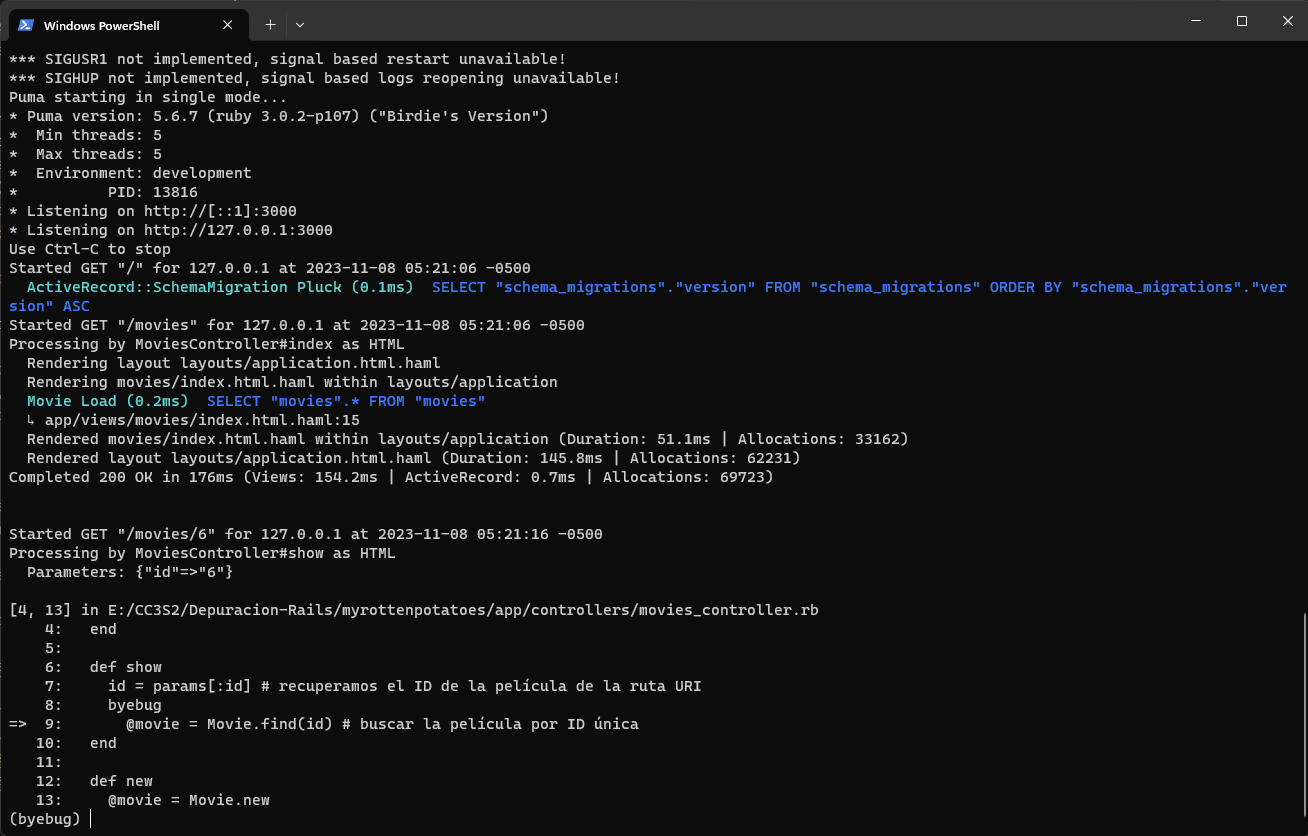 Windows PowerShell
*** SIGUSR1 not implemented, signal based restart unavailable!
*** SIGHUP not implemented, signal based logs reopening unavailable!
Puma starting in single mode...
* Puma version: 5.6.7 (ruby 3.0.2-p107) ("Birdie's Version")
*  Min threads: 5
*  Max threads: 5
*  Environment: development
*          PID: 13816
* Listening on http://[::1]:3000
* Listening on http://127.0.0.1:3000
Use Ctrl-C to stop
Started GET "/" for 127.0.0.1 at 2023-11-08 05:21:06 -0500
  ActiveRecord::SchemaMigration Pluck (0.1ms)  SELECT "schema_migrations"."version" FROM "schema_migrations" ORDER BY "schema_migrations"."ver
sion" ASC
Started GET "/movies" for 127.0.0.1 at 2023-11-08 05:21:06 -0500
Processing by MoviesController#index as HTML
  Rendering layout layouts/application.html.haml
  Rendering movies/index.html.haml within layouts/application
  Movie Load (0.2ms)  SELECT "movies".* FROM "movies"
  ↳ app/views/movies/index.html.haml:15
  Rendered movies/index.html.haml within layouts/application (Duration: 51.1ms | Allocations: 33162)
  Rendered layout layouts/application.html.haml (Duration: 145.8ms | Allocations: 62231)
Completed 200 OK in 176ms (Views: 154.2ms | ActiveRecord: 0.7ms | Allocations: 69723)
Started GET "/movies/6" for 127.0.0.1 at 2023-11-08 05:21:16 -0500
Processing by MoviesController#show as HTML
  Parameters: {"id"=>"6"}
[4, 13] in E:/CC3S2/Depuracion-Rails/myrottenpotatoes/app/controllers/movies_controller.rb
    4:   end
    5:
    6:   def show
    7:     id = params[:id] # recuperamos el ID de la película de la ruta URI
    8:     byebug
=>  9:       @movie = Movie.find(id) # buscar la película por ID única
   10:   end
   11:
   12:   def new
   13:     @movie = Movie.new
(byebug)